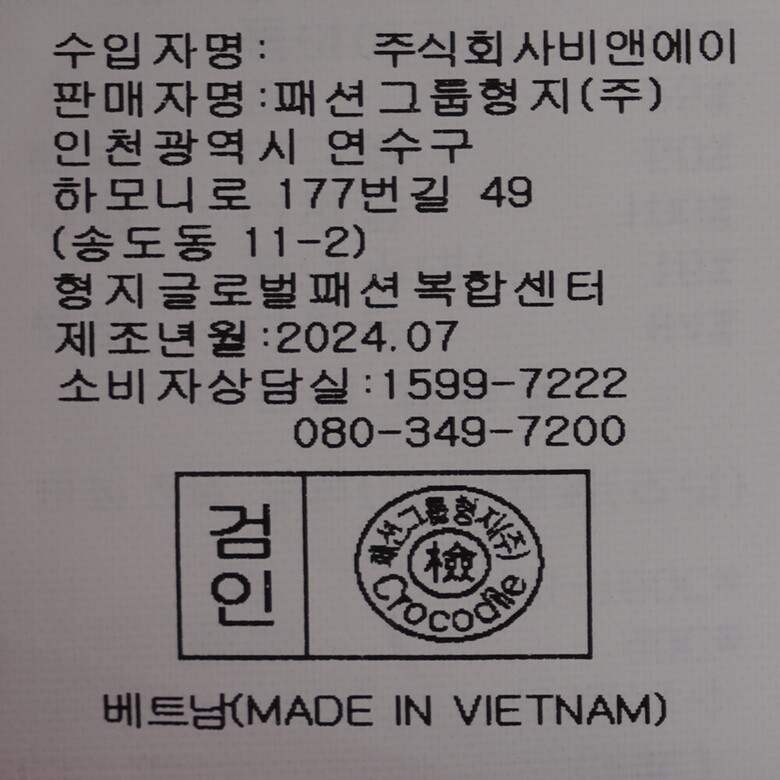 수입자명: 주식회사비앤에이
판매자명:패션그룹형지(주)
인천광역시 연수구
하모니로 177번길 49
(송도동 11-2)
형지글로벌패션복합센터
제조년월:2024.07
소비자상담실:1599-7222
080-349-7200
검인
패션그룹형지(주)
檢
Crocodile
베트남(MADE IN VIETNAM)